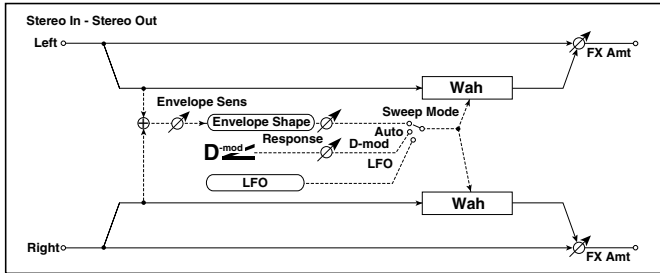 Stereo In - Stereo Out
Left
FX Amt
Wah
Envelope Sens
Sweep Mode
Envelope Shape
Auto
Response
D-mod
D-mod
LFO
LFO
Wah
Right
FX Amt